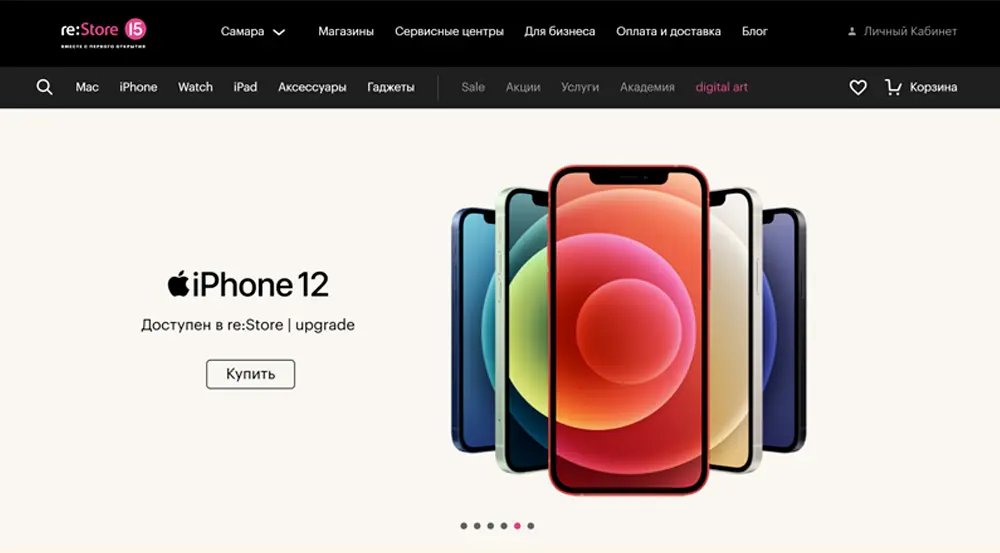 re:Store 15
ВМЕСТЕ С ПЕРВОГО ОТКРЫТИЯ
Самара Магазины Сервисные центры Для бизнеса Оплата и доставка Блог Личный Кабинет
Mac iPhone Watch iPad Аксессуары Гаджеты Sale Акции Услуги Академия digital art Корзина
iPhone 12
Доступен в re:Store | upgrade
Купить